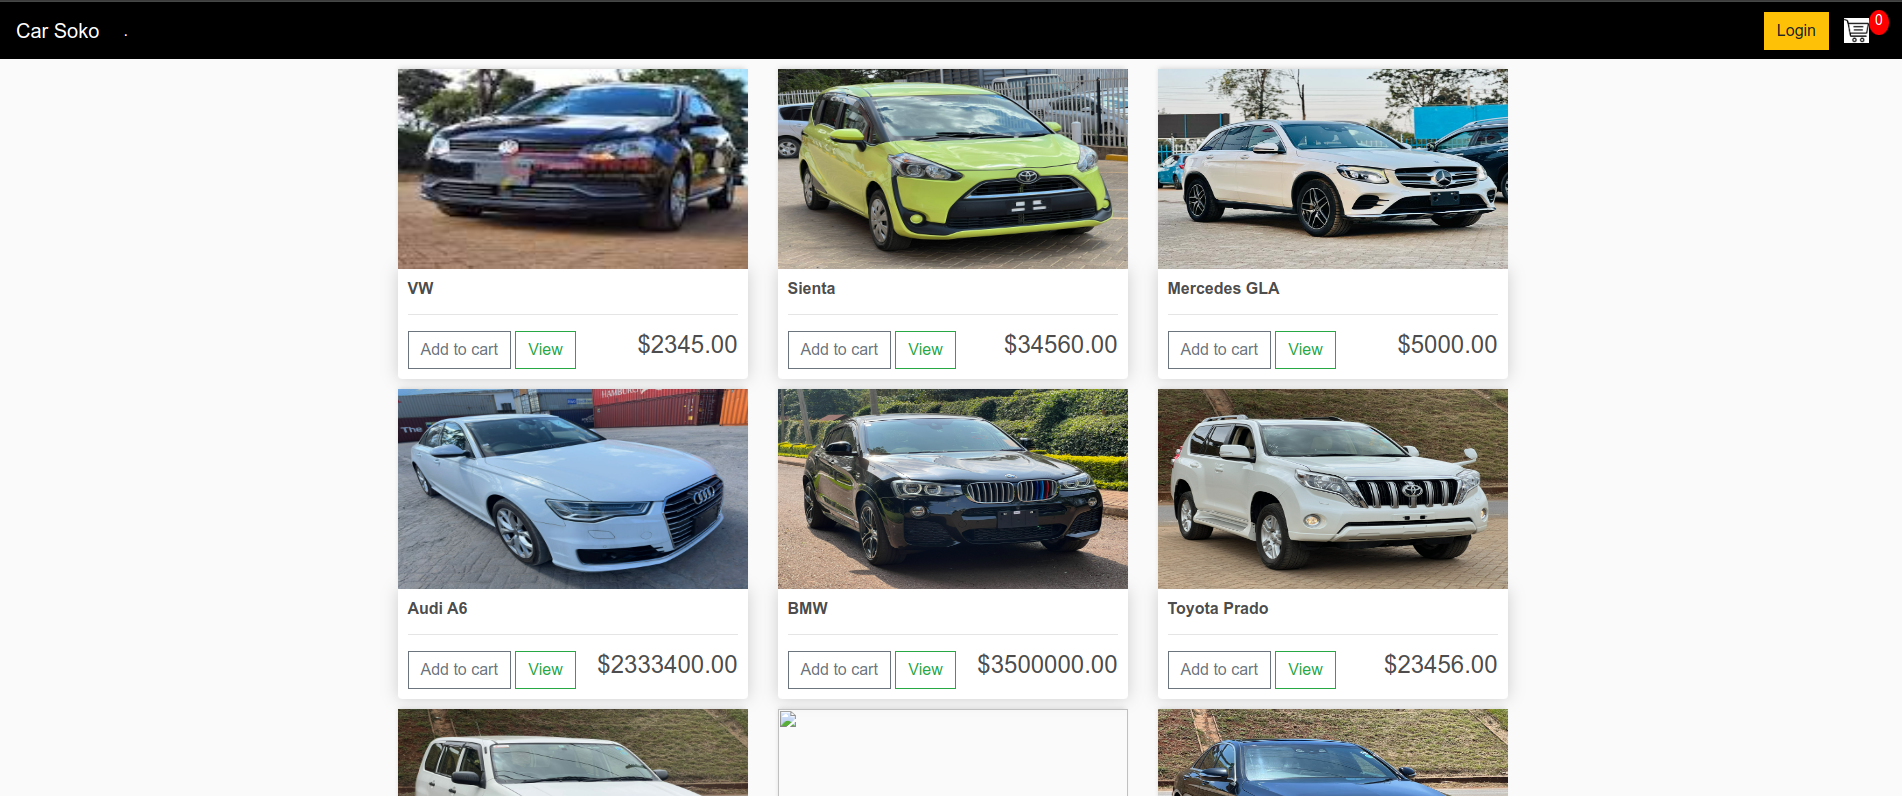 Car Soko .
Login 0
VW
Add to cart View $2345.00
Sienta
Add to cart View $34560.00
Mercedes GLA
Add to cart View $5000.00
The
HAMBURG
Audi A6
Add to cart View $2333400.00
BMW
Add to cart View $3500000.00
Toyota Prado
Add to cart View $23456.00